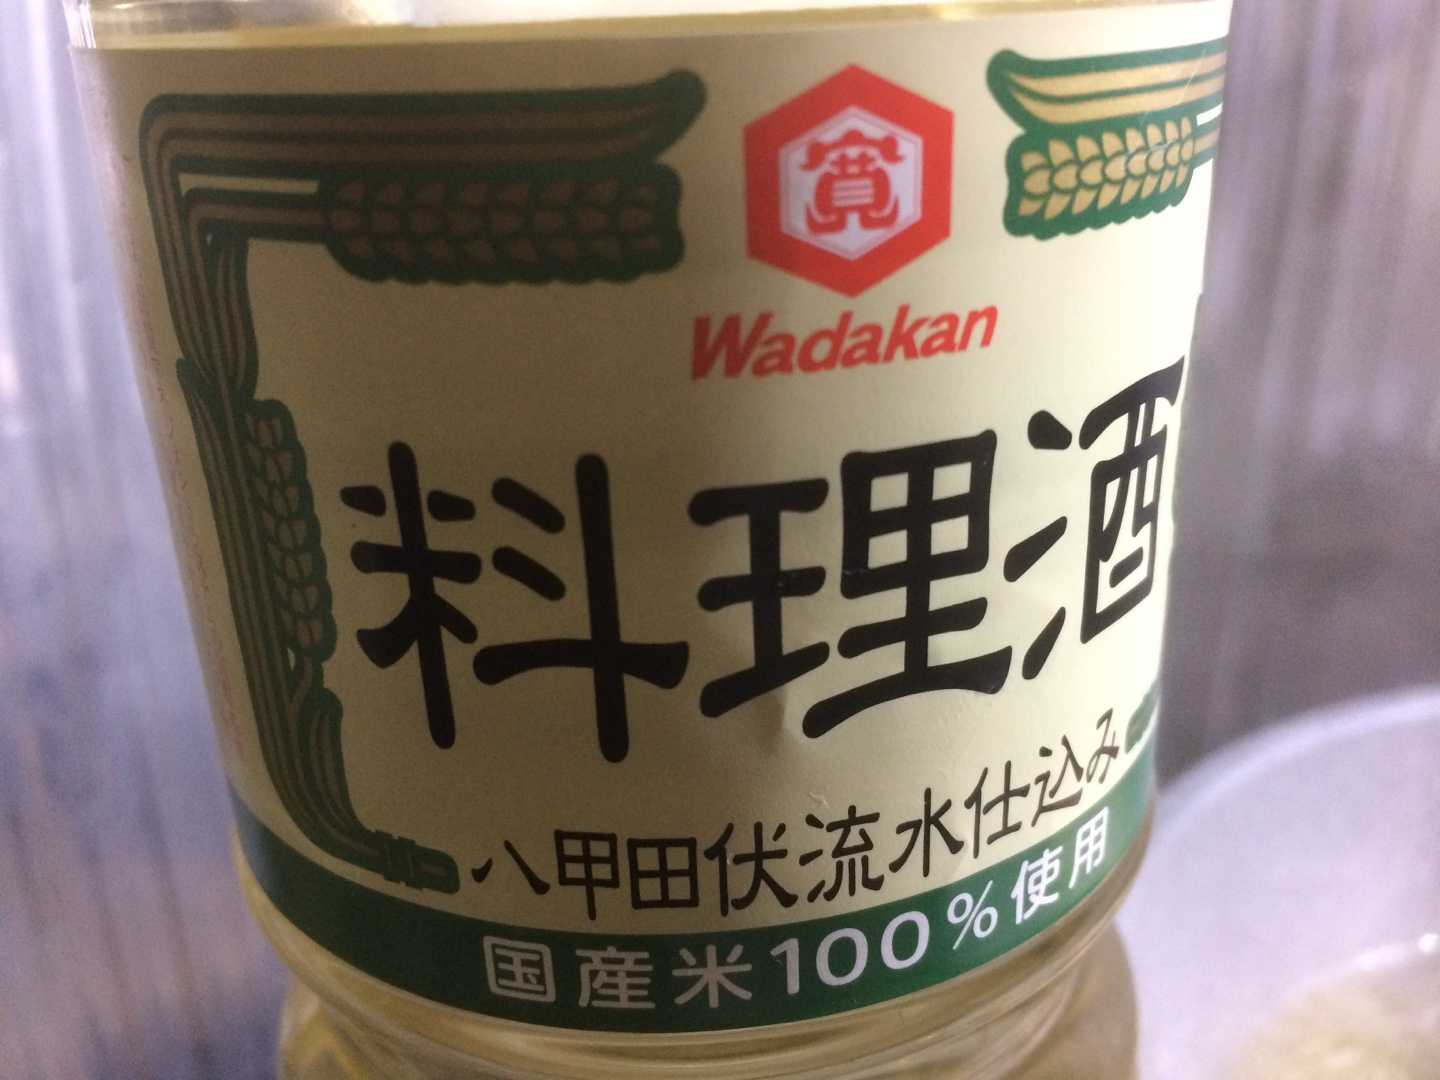 Wadakan
料理酒
八甲田伏流水仕込み
国産米100%使用